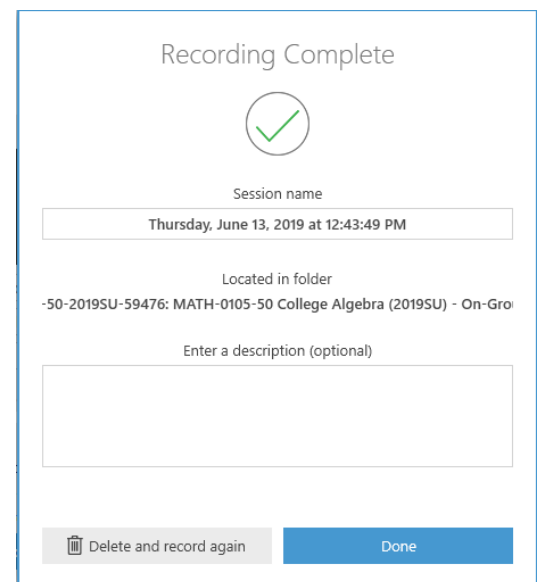 Recording Complete
Session name
Thursday, June 13, 2019 at 12:43:49 PM
Located in folder
-50-2019SU-59476: MATH-0105-50 College Algebra (2019SU) - On-Gro
Enter a description (optional)
Delete and record again
Done